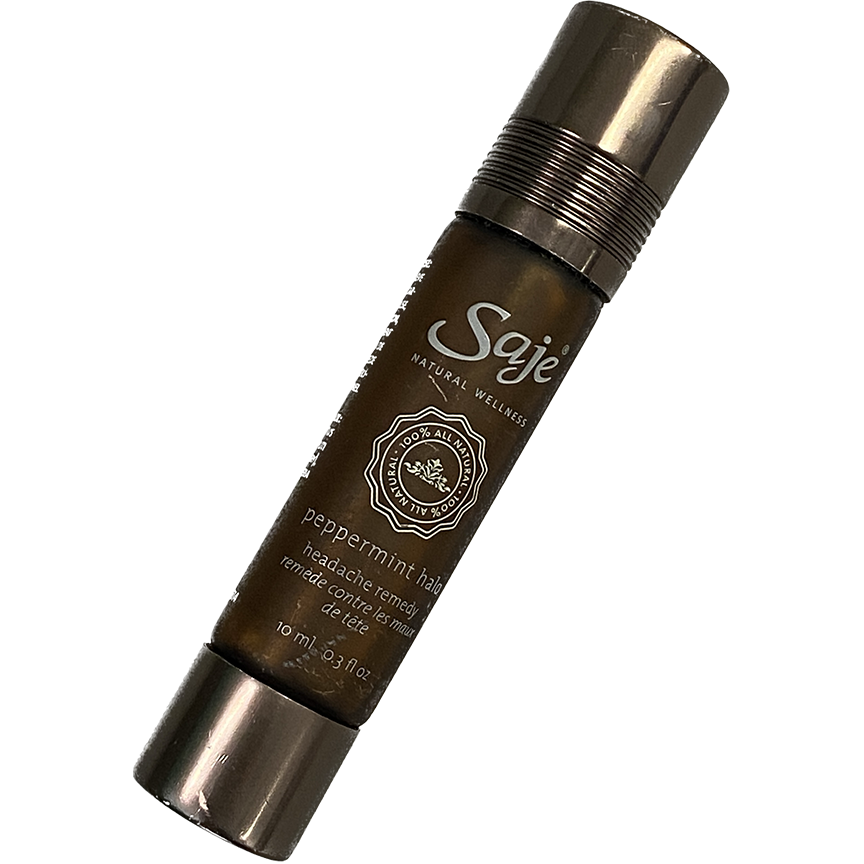 Saje®
NATURAL WELLNESS
100% ALL NATURAL · 100% ALL NATURAL ·
peppermint halo
headache remedy
remède contre les maux
de tête
10 ml 0.3 fl oz